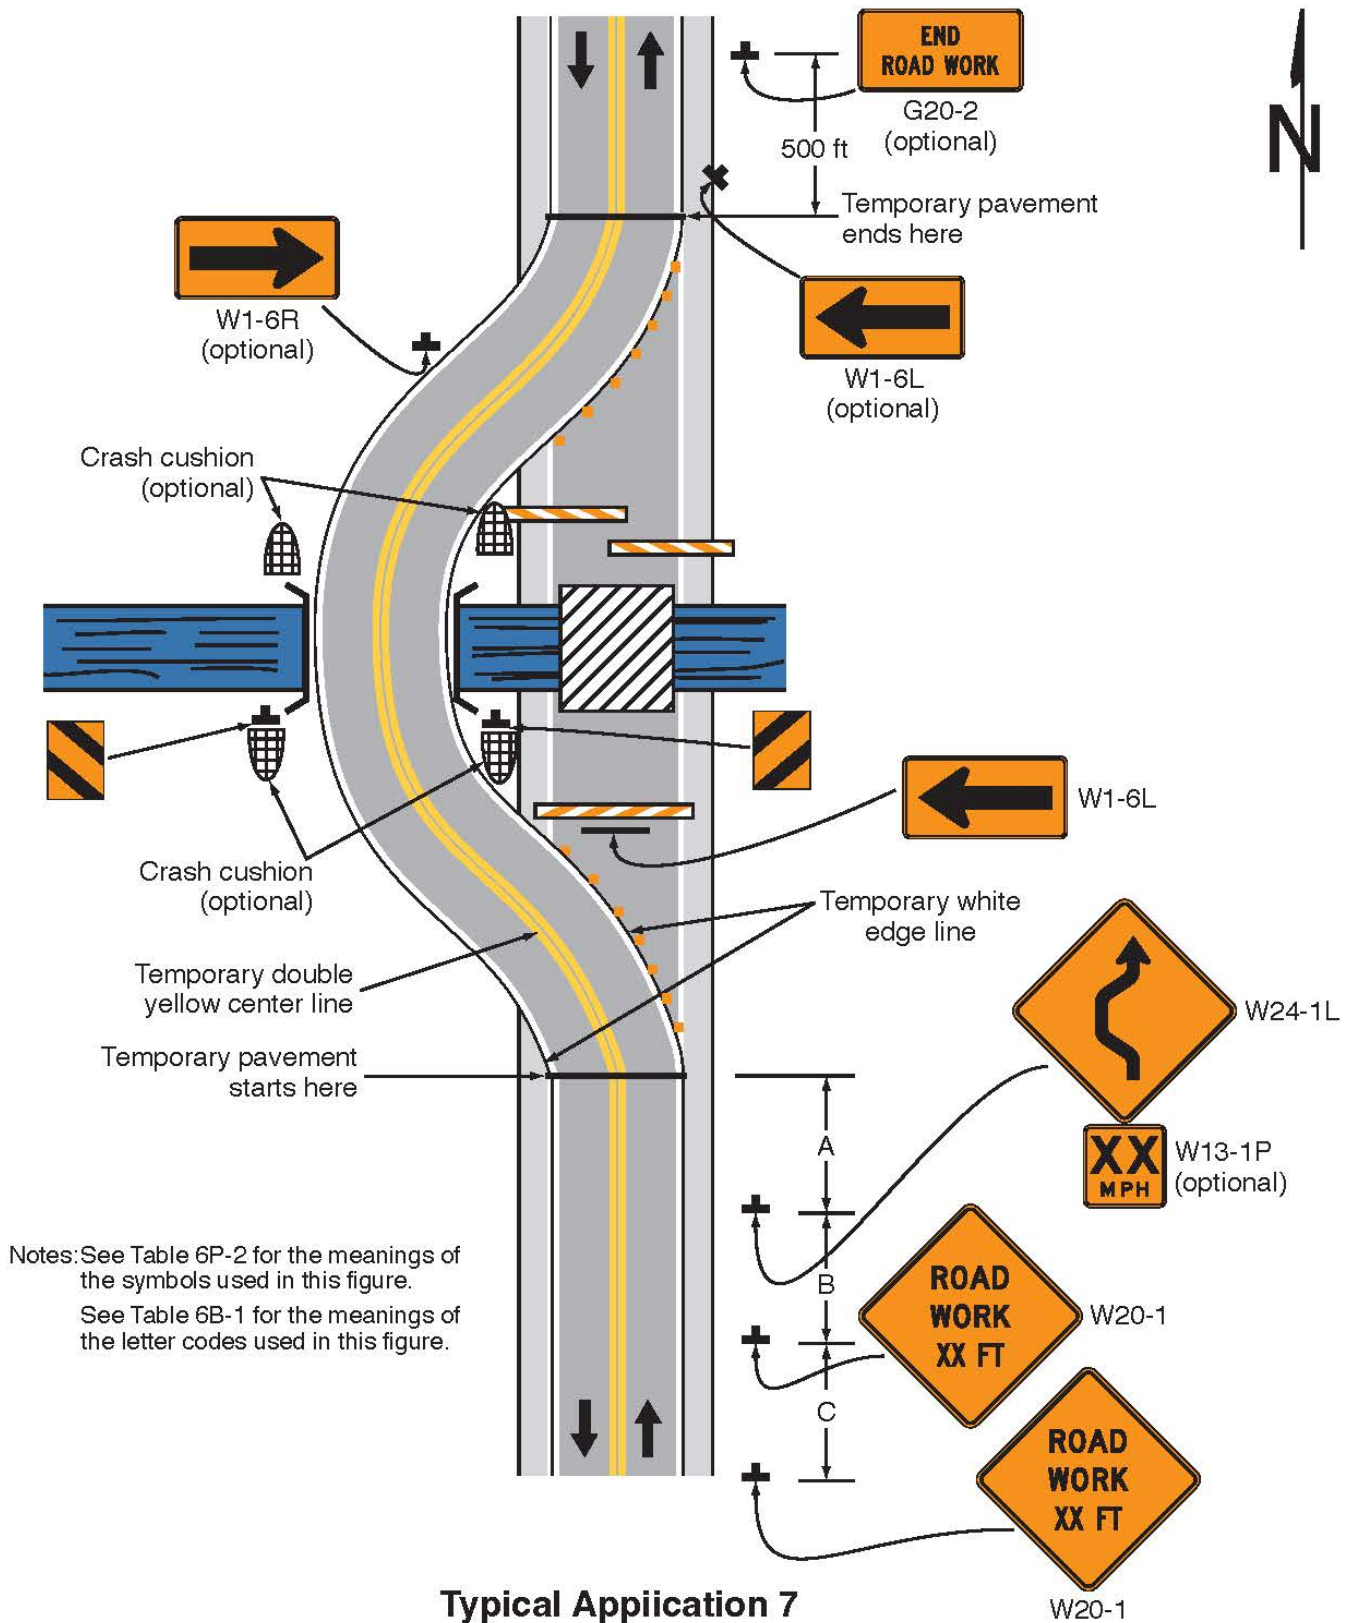 END
ROAD WORK
G20-2
(optional)
500 ft
N
Temporary pavement
ends here
W1-6R
(optional)
W1-6L
(optional)
Crash cushion
(optional)
W1-6L
Crash cushion
(optional)
Temporary white
edge line
Temporary double
yellow center line
W24-1L
Temporary pavement
starts here
A
XX
MPH
W13-1P
(optional)
Notes: See Table 6P-2 for the meanings of
the symbols used in this figure.
See Table 6B-1 for the meanings of
the letter codes used in this figure.
B
ROAD
WORK
XX FT
W20-1
C
ROAD
WORK
XX FT
W20-1
Typical Appiication 7